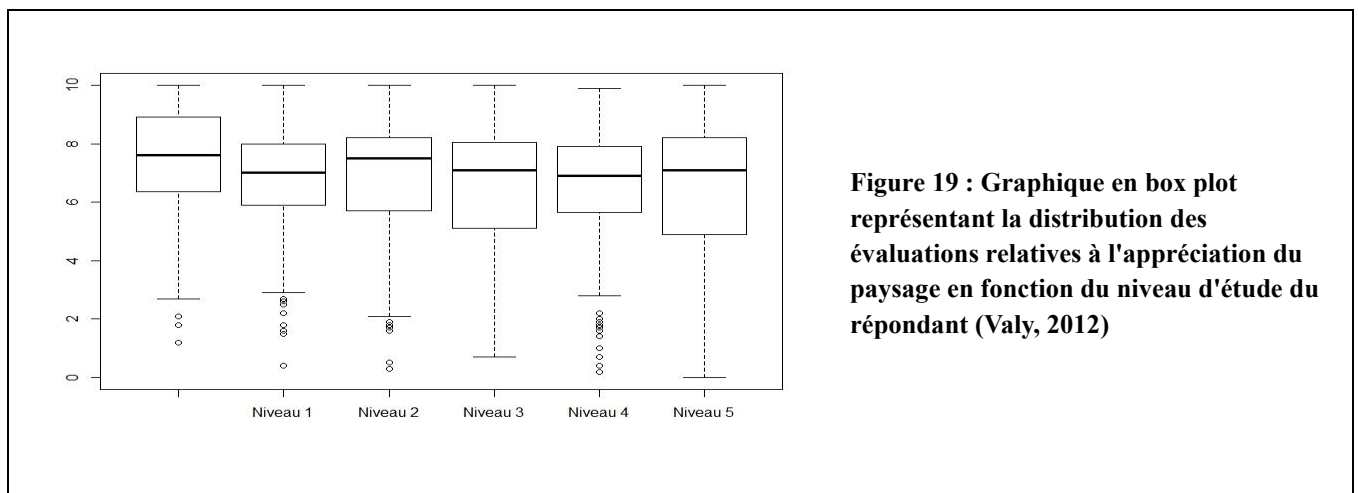 10
8
6
4
2
0
Niveau 1 Niveau 2 Niveau 3 Niveau 4 Niveau 5
Figure 19 : Graphique en box plot
représentant la distribution des
évaluations relatives à l'appréciation du
paysage en fonction du niveau d'étude du
répondant (Valy, 2012)